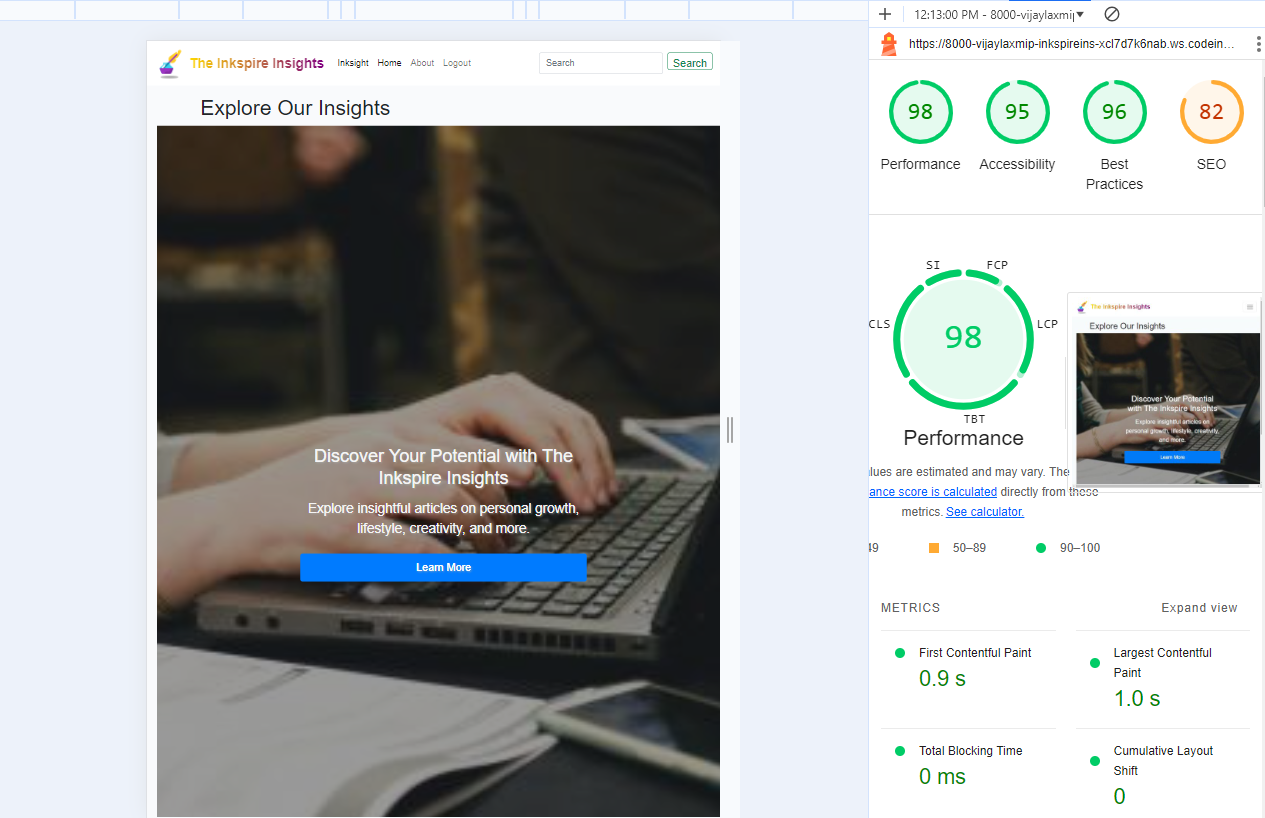 12:13:00 PM - 8000-vijaylaxmip
The Inkspire Insights
Inksight
Home
About
Logout
Search
Search
https://8000-vijaylaxmip-inkspireins-xcl7d7k6nab.ws.codein...
Explore Our Insights
98
95
96
82
Performance
Accessibility
Best
Practices
SEO
Discover Your Potential with The
Inkspire Insights
Explore insightful articles on personal growth,
lifestyle, creativity, and more.
Learn More
SI
FCP
CLS
LCP
98
TBT
Performance
The Inkspire Insights
Explore Our Insights
Discover Your Potential
with The Inkspire Insights
Explore insightful articles on
personal growth, lifestyle, creativity,
and more.
Learn More
lues are estimated and may vary. The
ance score is calculated directly from these
metrics. See calculator.
49
50–89
90–100
METRICS
Expand view
First Contentful Paint
0.9 s
Largest Contentful
Paint
1.0 s
Total Blocking Time
0 ms
Cumulative Layout
Shift
0